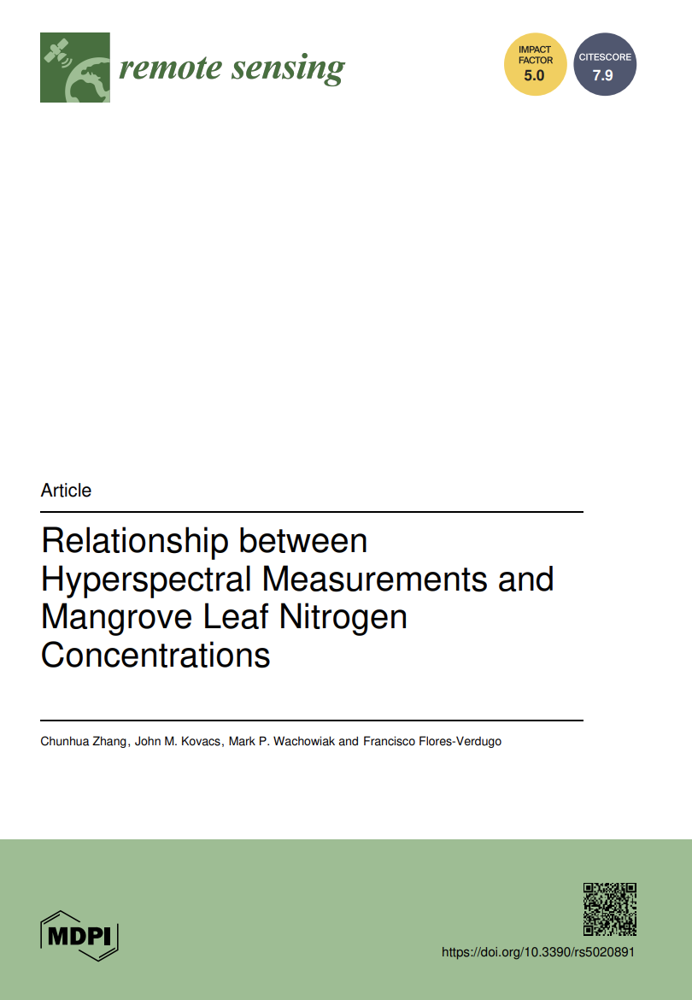 remote sensing
IMPACT
FACTOR
5.0
CITESCORE
7.9
Article
Relationship between
Hyperspectral Measurements and
Mangrove Leaf Nitrogen
Concentrations
Chunhua Zhang, John M. Kovacs, Mark P. Wachowiak and Francisco Flores-Verdugo
MDPI
https://doi.org/10.3390/rs5020891